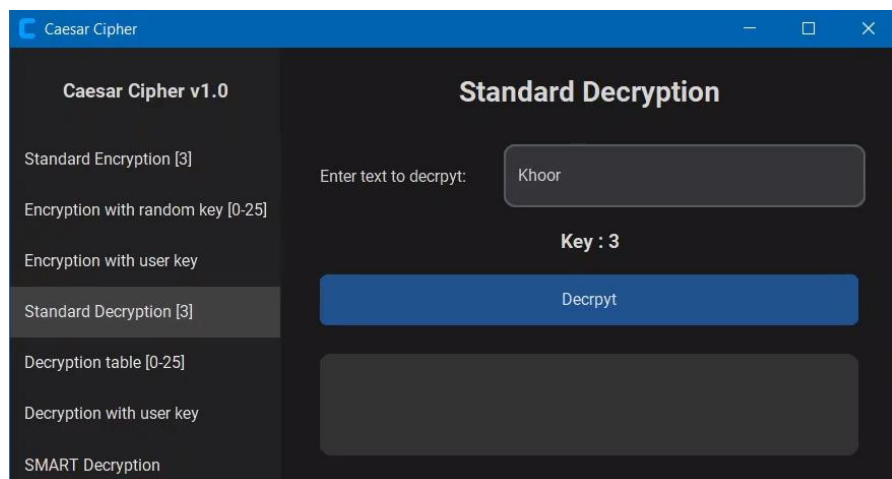 Caesar Cipher
Caesar Cipher v1.0
Standard Encryption [3]
Encryption with random key [0-25]
Encryption with user key
Standard Decryption [3]
Decryption table [0-25]
Decryption with user key
SMART Decryption
Standard Decryption
Enter text to decrpyt:
Khoor
Key : 3
Decrpyt